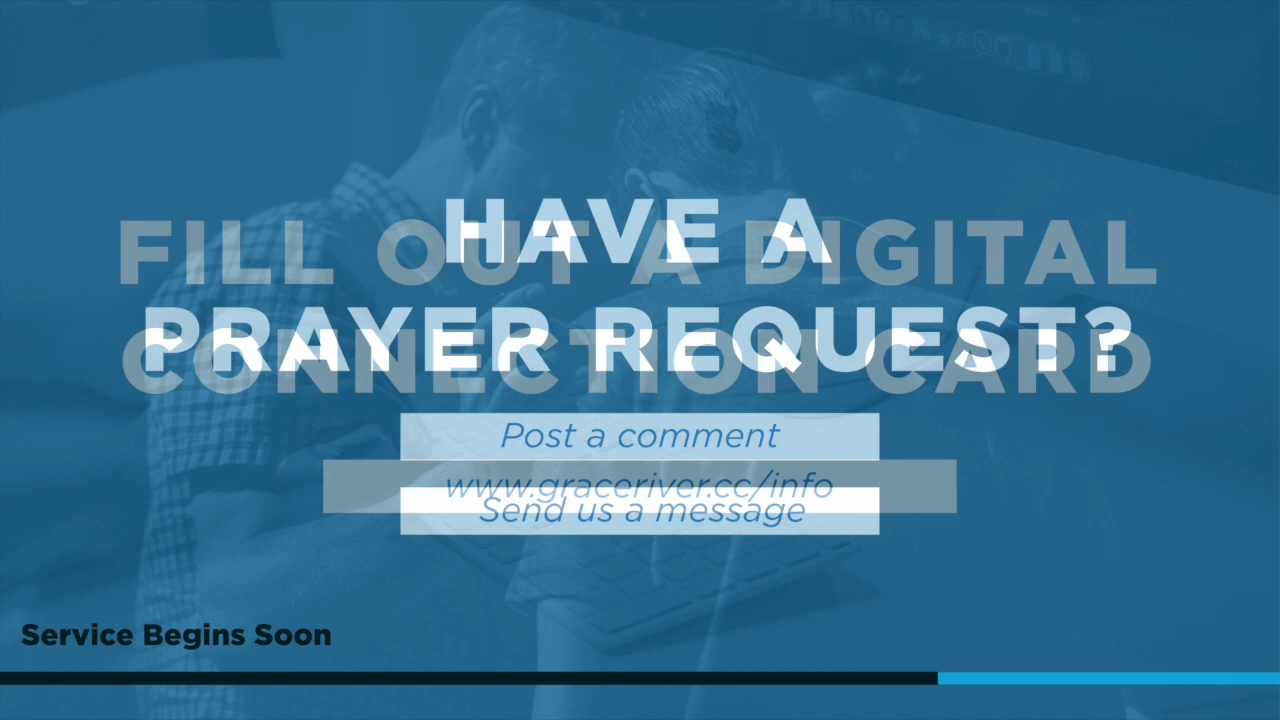 HAVE A
PRAYER REQUEST?
FILL OUT A DIGITAL
CONNECTION CARD
Post a comment
www.graceriver.cc/info
Send us a message
Service Begins Soon